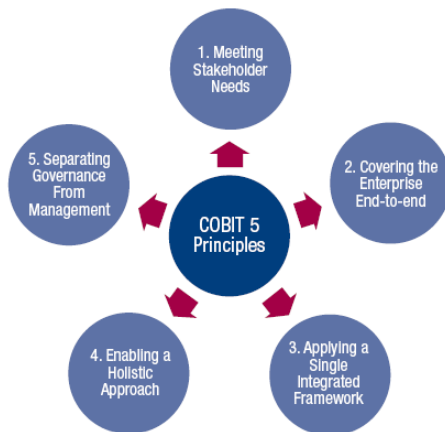 1. Meeting
Stakeholder
Needs
5. Separating
Governance
From
Management
2. Covering the
Enterprise
End-to-end
COBIT 5
Principles
4. Enabling a
Holistic
Approach
3. Applying a
Single
Integrated
Framework